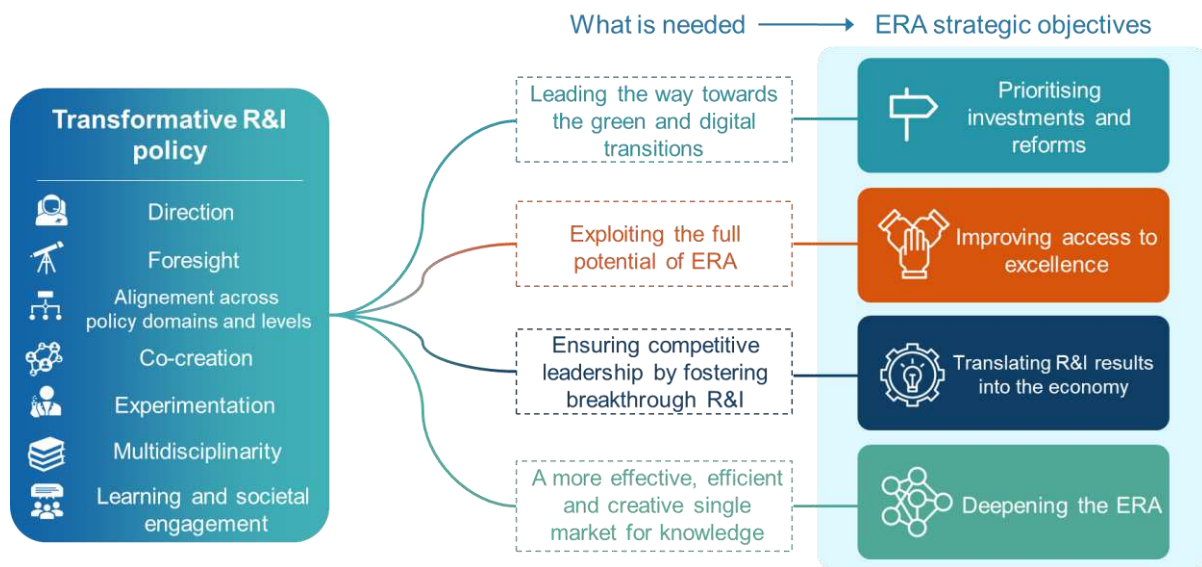 What is needed
ERA strategic objectives
Transformative R&I
policy
Direction
Foresight
Alignement across
policy domains and levels
Co-creation
Experimentation
Multidisciplinarity
Learning and societal
engagement
Leading the way towards
the green and digital
transitions
Prioritising
investments and
reforms
Exploiting the full
potential of ERA
Improving access to
excellence
Ensuring competitive
leadership by fostering
breakthrough R&I
Translating R&I results
into the economy
A more effective, efficient
and creative single
market for knowledge
Deepening the ERA